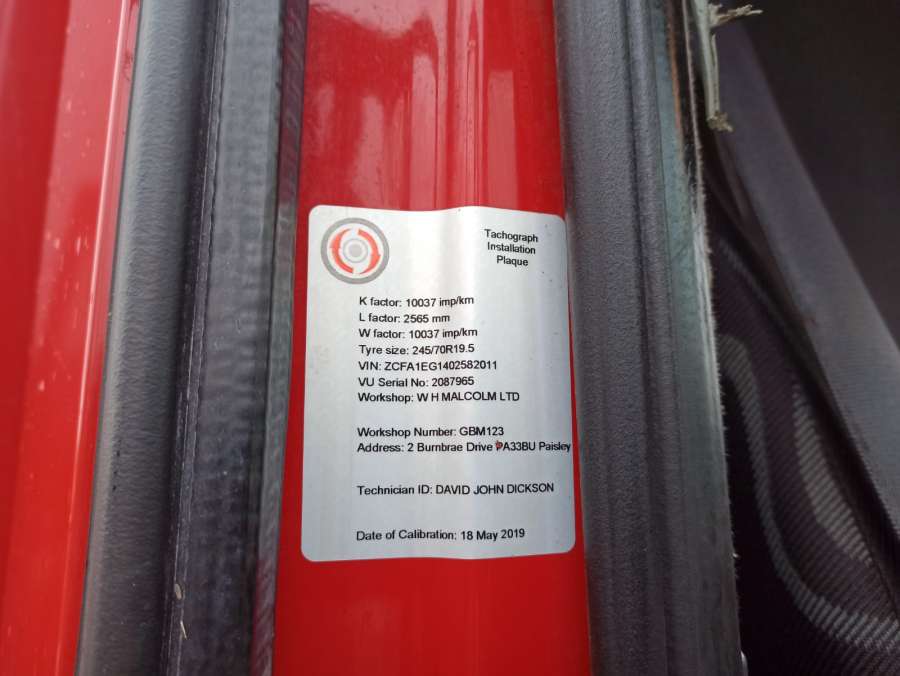 Tachograph
Installation
Plaque
K factor: 10037 imp/km
L factor: 2565 mm
W factor: 10037 imp/km
Tyre size: 245/70R19.5
VIN: ZCFA1EG1402582011
VU Serial No: 2087965
Workshop: W H MALCOLM LTD
Workshop Number: GBM123
Address: 2 Burnbrae Drive PA33BU Paisley
Technician ID: DAVID JOHN DICKSON
Date of Calibration: 18 May 2019